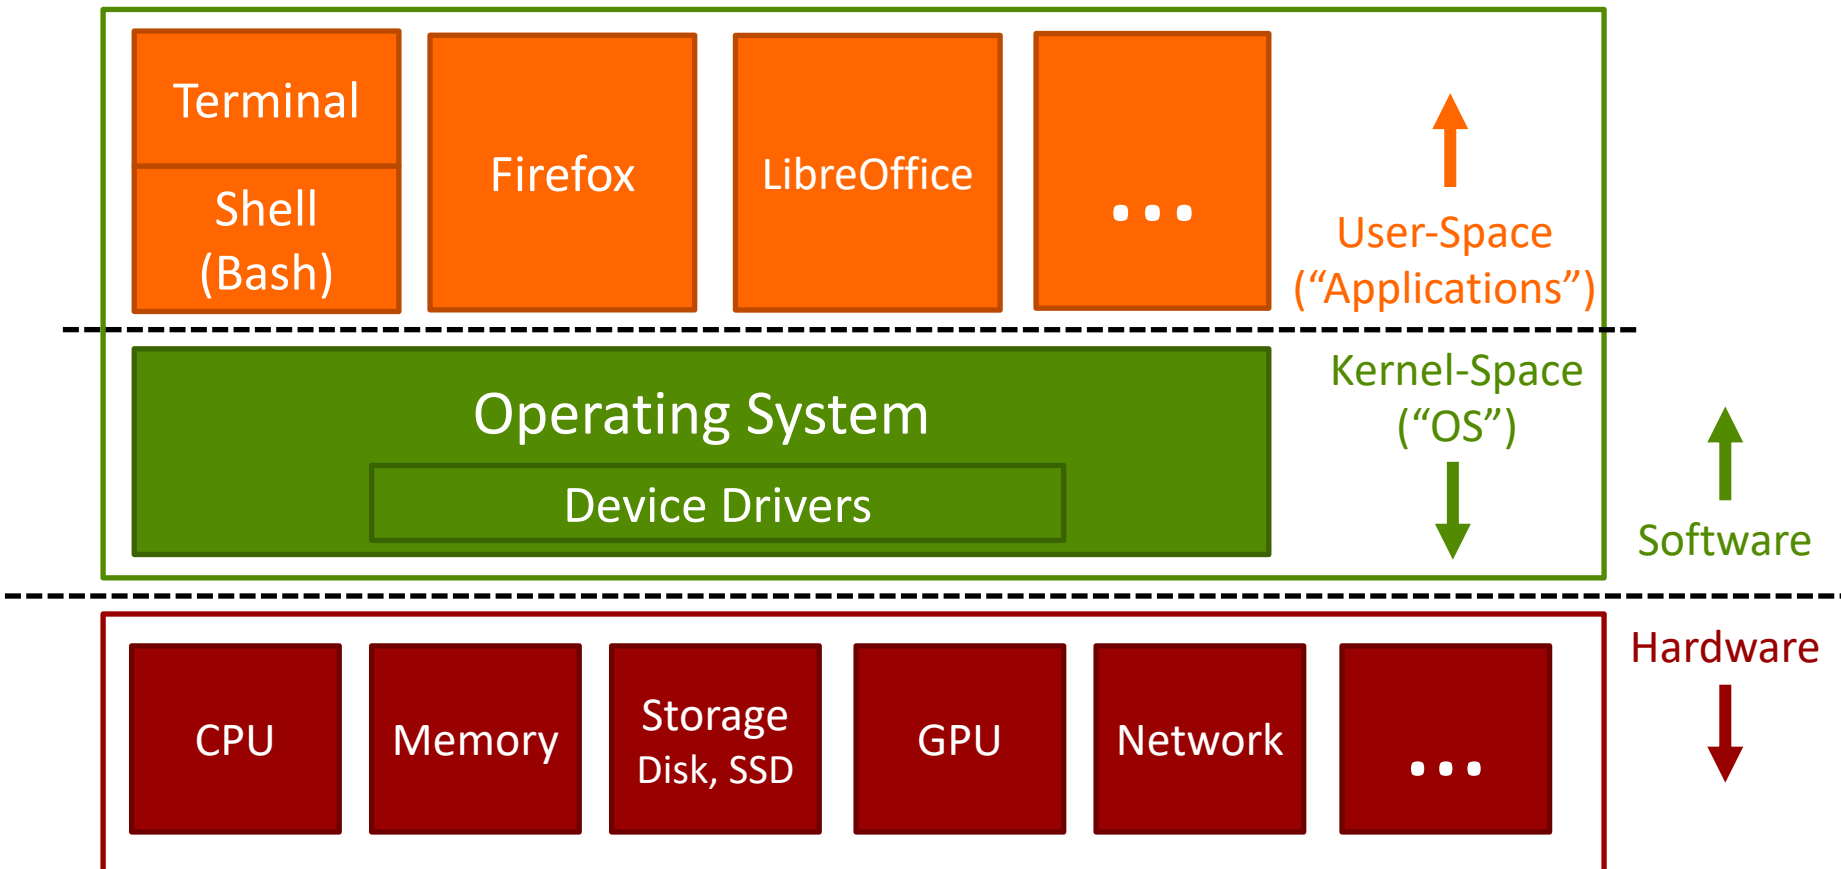 Terminal
Shell
(Bash)
Firefox
LibreOffice
...
User-Space
(“Applications”)
Operating System
Device Drivers
Kernel-Space
(“OS”)
Software
Hardware
CPU
Memory
Storage
Disk, SSD
GPU
Network
...